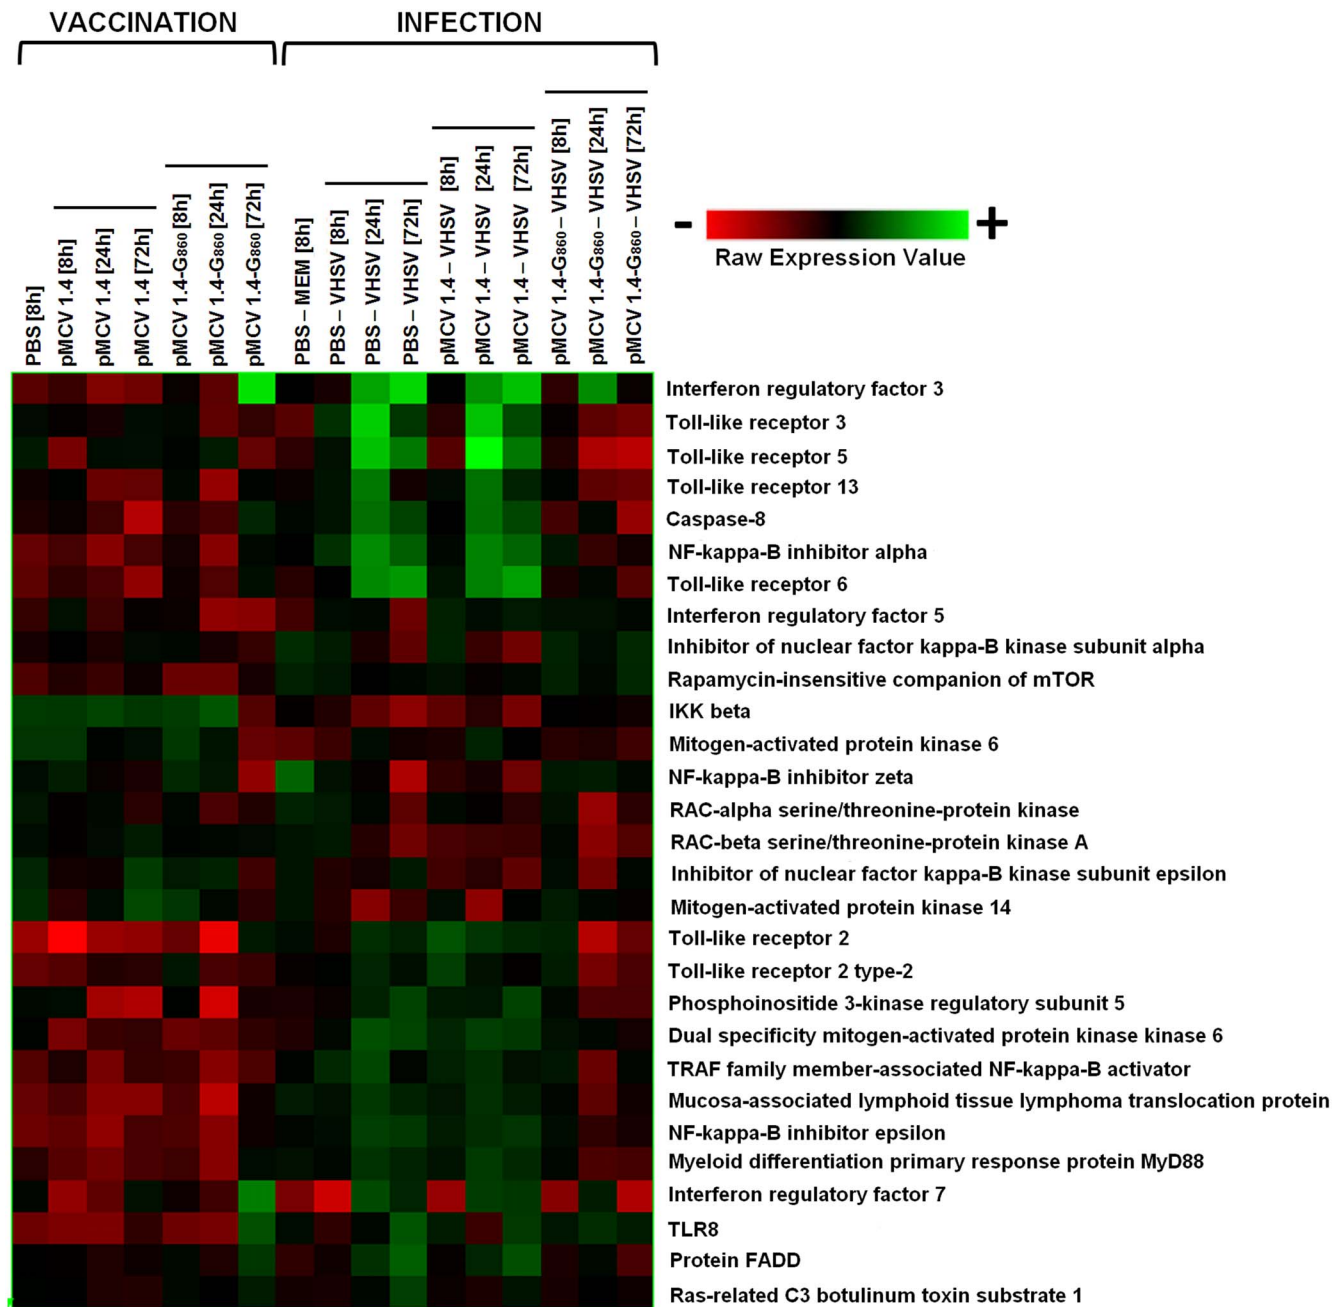 VACCINATION
INFECTION
PBS [8h]
pMCV 1.4 [8h]
pMCV 1.4 [24h]
pMCV 1.4 [72h]
pMCV 1.4-G860 [8h]
pMCV 1.4-G860 [24h]
pMCV 1.4-G860 [72h]
PBS – MEM [8h]
PBS – VHSV [8h]
PBS – VHSV [24h]
PBS – VHSV [72h]
pMCV 1.4 – VHSV [8h]
pMCV 1.4 – VHSV [24h]
pMCV 1.4 – VHSV [72h]
pMCV 1.4-G860 – VHSV [8h]
pMCV 1.4-G860 – VHSV [24h]
pMCV 1.4-G860 – VHSV [72h]
- +
Raw Expression Value
Interferon regulatory factor 3
Toll-like receptor 3
Toll-like receptor 5
Toll-like receptor 13
Caspase-8
NF-kappa-B inhibitor alpha
Toll-like receptor 6
Interferon regulatory factor 5
Inhibitor of nuclear factor kappa-B kinase subunit alpha
Rapamycin-insensitive companion of mTOR
IKK beta
Mitogen-activated protein kinase 6
NF-kappa-B inhibitor zeta
RAC-alpha serine/threonine-protein kinase
RAC-beta serine/threonine-protein kinase A
Inhibitor of nuclear factor kappa-B kinase subunit epsilon
Mitogen-activated protein kinase 14
Toll-like receptor 2
Toll-like receptor 2 type-2
Phosphoinositide 3-kinase regulatory subunit 5
Dual specificity mitogen-activated protein kinase kinase 6
TRAF family member-associated NF-kappa-B activator
Mucosa-associated lymphoid tissue lymphoma translocation protein
NF-kappa-B inhibitor epsilon
Myeloid differentiation primary response protein MyD88
Interferon regulatory factor 7
TLR8
Protein FADD
Ras-related C3 botulinum toxin substrate 1